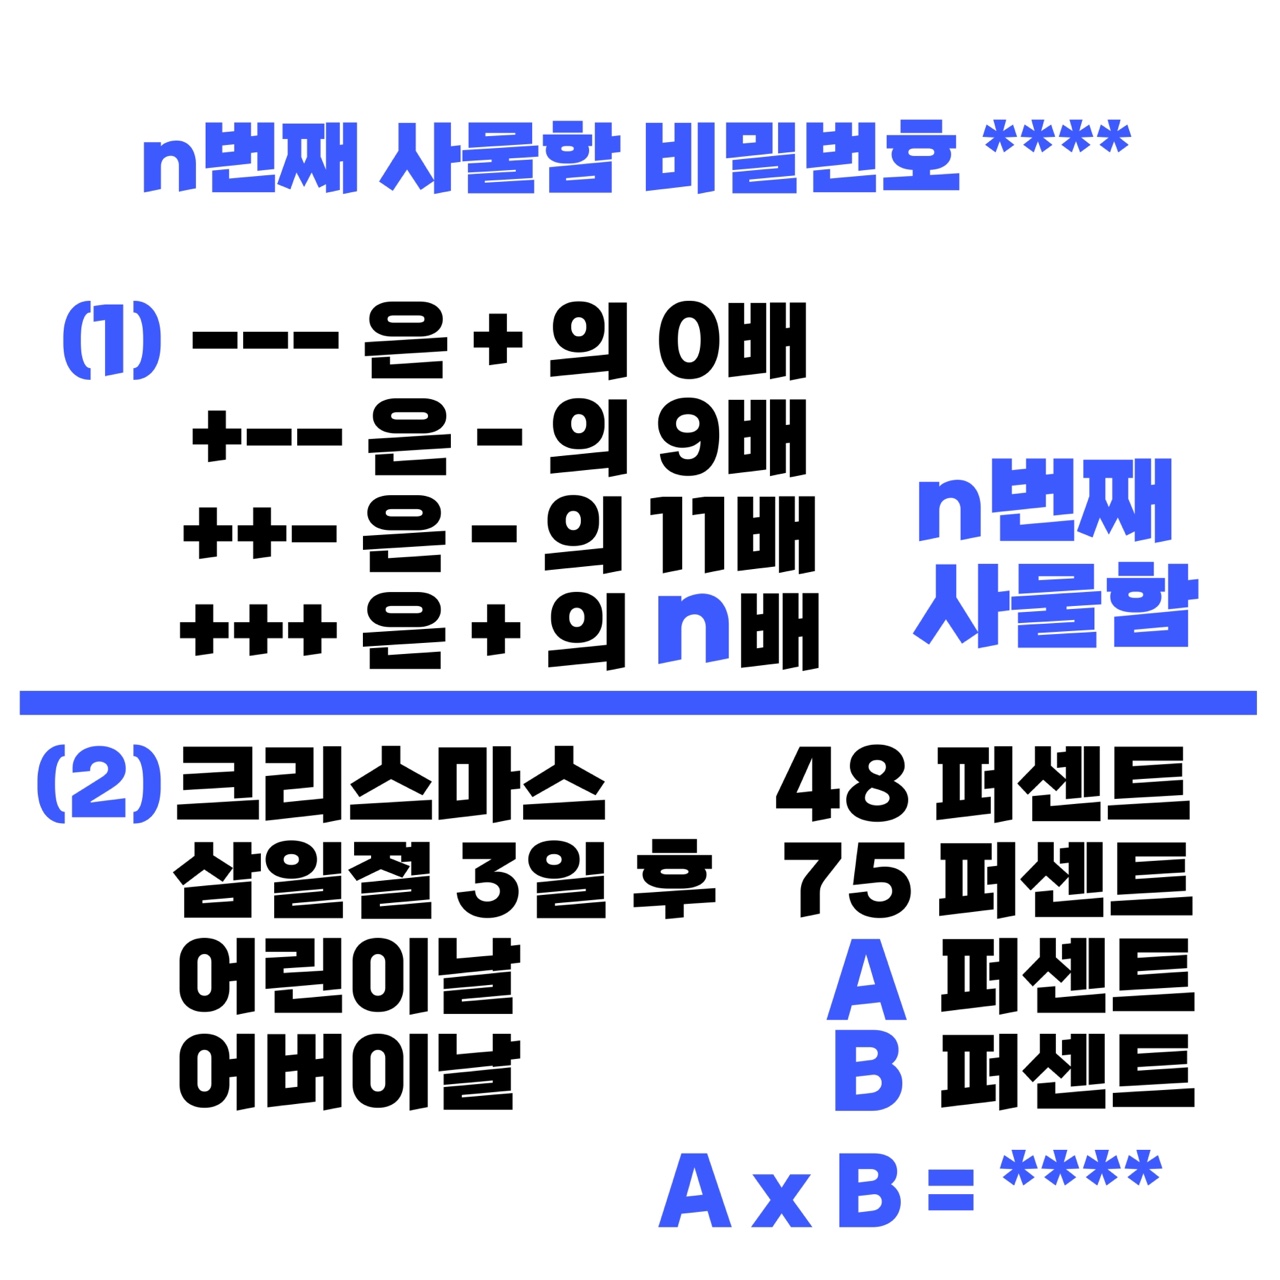 n번째 사물함 비밀번호 ****
(1) --- 은 + 의 0배
+-- 은 - 의 9배
++- 은 - 의 11배
+++ 은 + 의 n배
n번째
사물함
(2) 크리스마스 48 퍼센트
삼일절 3일 후 75 퍼센트
어린이날 A 퍼센트
어버이날 B 퍼센트
A x B = ****